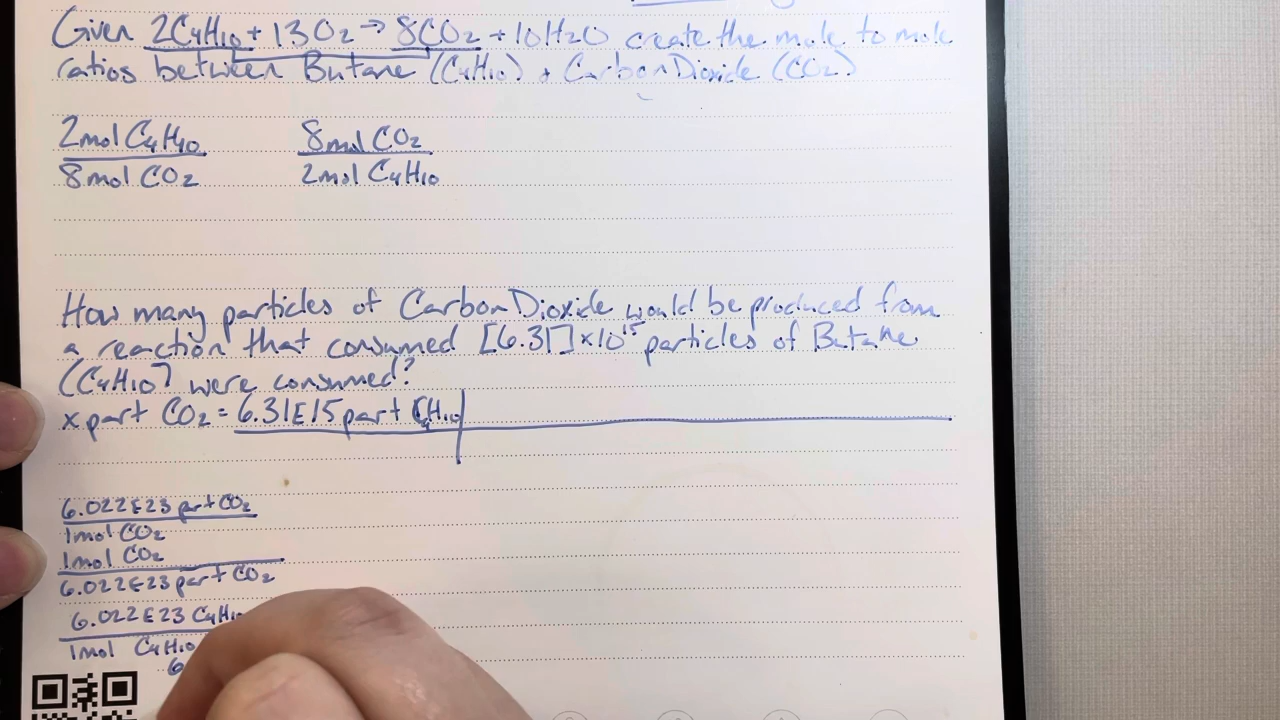 Given 2C4H10 + 13O2 → 8CO2 + 10H2O create the mole to mole
ratios between Butane (C4H10) + Carbon Dioxide (CO2)
2mol C4H10
8mol CO2
8mol CO2
2mol C4H10
How many particles of Carbon Dioxide would be produced from
a reaction that consumed [6.31]×10^15 particles of Butane
(C4H10) were consumed?
x part CO2 = 6.31E15 part C4H10
6.022E23 part CO2
1mol CO2
1mol CO2
6.022E23 part CO2
6.022E23 C4H10
1mol C4H10
6